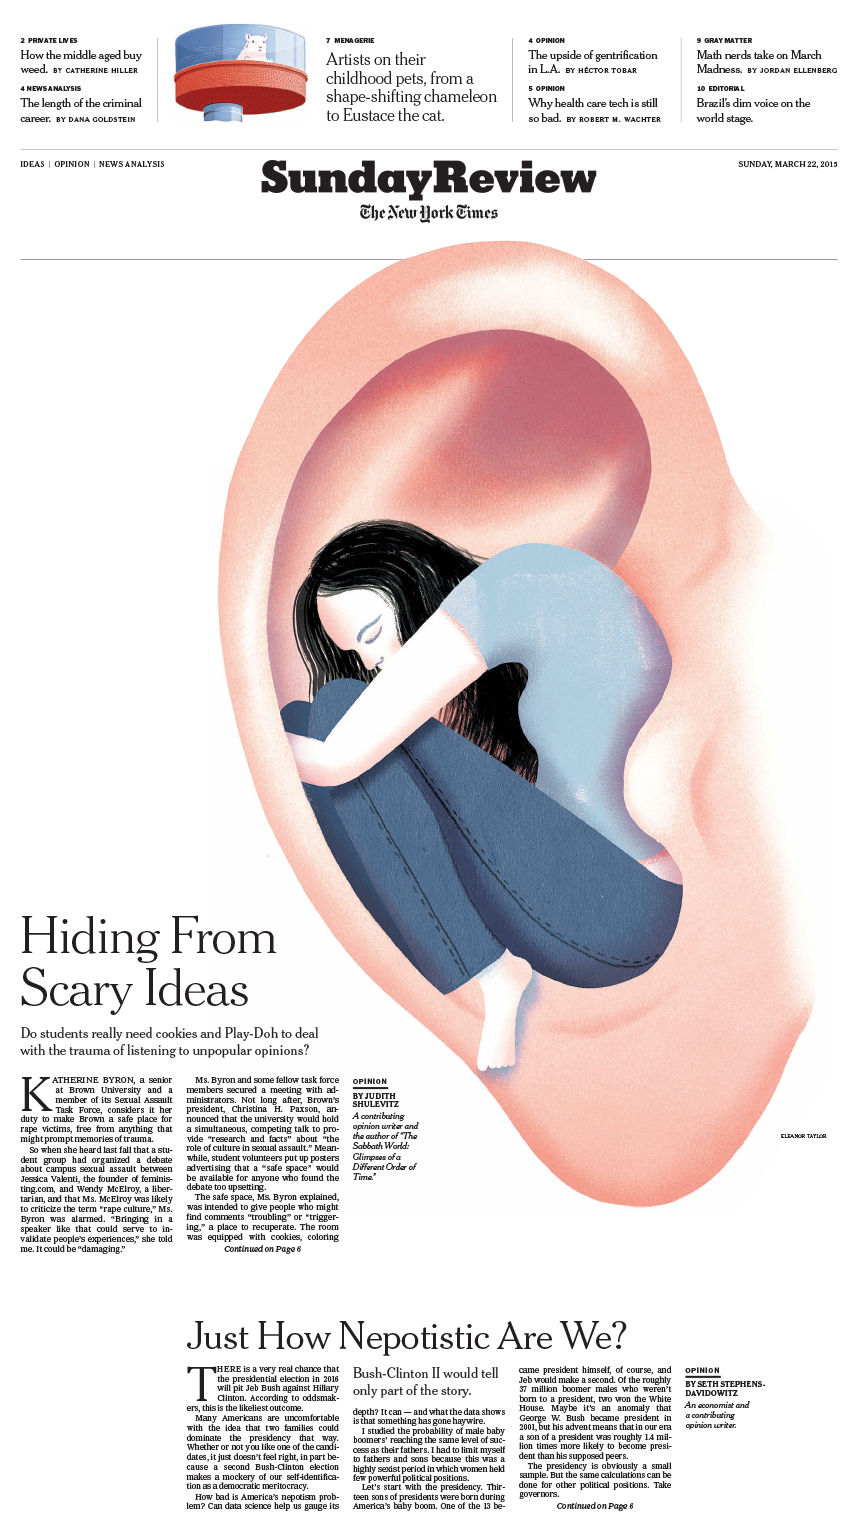 2 PRIVATE LIVES
How the middle aged buy
weed. BY CATHERINE HILLER
4 NEWS ANALYSIS
The length of the criminal
career. BY DANA GOLDSTEIN
7 MENAGERIE
Artists on their
childhood pets, from a
shape-shifting chameleon
to Eustace the cat.
4 OPINION
The upside of gentrification
in L.A. BY HÉCTOR TOBAR
5 OPINION
Why health care tech is still
so bad. BY ROBERT M. WACHTER
9 GRAY MATTER
Math nerds take on March
Madness. BY JORDAN ELLENBERG
10 EDITORIAL
Brazil's dim voice on the
world stage.
IDEAS | OPINION | NEWS ANALYSIS
SundayReview
The New York Times
SUNDAY, MARCH 22, 2015
Hiding From
Scary Ideas
Do students really need cookies and Play-Doh to deal
with the trauma of listening to unpopular opinions?
KATHERINE BYRON, a senior
at Brown University and a
member of its Sexual Assault
Task Force, considers it her
duty to make Brown a safe place for
rape victims, free from anything that
might prompt memories of trauma.
So when she heard last fall that a stu-
dent group had organized a debate
about campus sexual assault between
Jessica Valenti, the founder of feminis-
ting.com, and Wendy McElroy, a liber-
tarian, and that Ms. McElroy was likely
to criticize the term “rape culture,” Ms.
Byron was alarmed. “Bringing in a
speaker like that could serve to in-
validate people's experiences,” she told
me. It could be “damaging.”
Ms. Byron and some fellow task force
members secured a meeting with ad-
ministrators. Not long after, Brown's
president, Christina H. Paxson, an-
nounced that the university would hold
a simultaneous, competing talk to pro-
vide “research and facts” about “the
role of culture in sexual assault.” Mean-
while, student volunteers put up posters
advertising that a “safe space” would
be available for anyone who found the
debate too upsetting.
The safe space, Ms. Byron explained,
was intended to give people who might
find comments “troubling” or “trigger-
ing,” a place to recuperate. The room
was equipped with cookies, coloring
Continued on Page 6
OPINION
BY JUDITH
SHULEVITZ
A contributing
opinion writer and
the author of “The
Sabbath World:
Glimpses of a
Different Order of
Time.”
ELEANOR TAYLOR
Just How Nepotistic Are We?
THERE is a very real chance that
the presidential election in 2016
will pit Jeb Bush against Hillary
Clinton. According to oddsmak-
ers, this is the likeliest outcome.
Many Americans are uncomfortable
with the idea that two families could
dominate the presidency that way.
Whether or not you like one of the candi-
dates, it just doesn't feel right, in part be-
cause a second Bush-Clinton election
makes a mockery of our self-identifica-
tion as a democratic meritocracy.
How bad is America's nepotism prob-
lem? Can data science help us gauge its
Bush-Clinton II would tell
only part of the story.
depth? It can — and what the data shows
is that something has gone haywire.
I studied the probability of male baby
boomers' reaching the same level of suc-
cess as their fathers. I had to limit myself
to fathers and sons because this was a
highly sexist period in which women held
few powerful political positions.
Let's start with the presidency. Thir-
teen sons of presidents were born during
America's baby boom. One of the 13 be-
came president himself, of course, and
Jeb would make a second. Of the roughly
37 million boomer males who weren't
born to a president, two won the White
House. Maybe it's an anomaly that
George W. Bush became president in
2001, but his advent means that in our era
a son of a president was roughly 1.4 mil-
lion times more likely to become presi-
dent than his supposed peers.
The presidency is obviously a small
sample. But the same calculations can be
done for other political positions. Take
governors.
Continued on Page 6
OPINION
BY SETH STEPHENS-
DAVIDOWITZ
An economist and
a contributing
opinion writer.